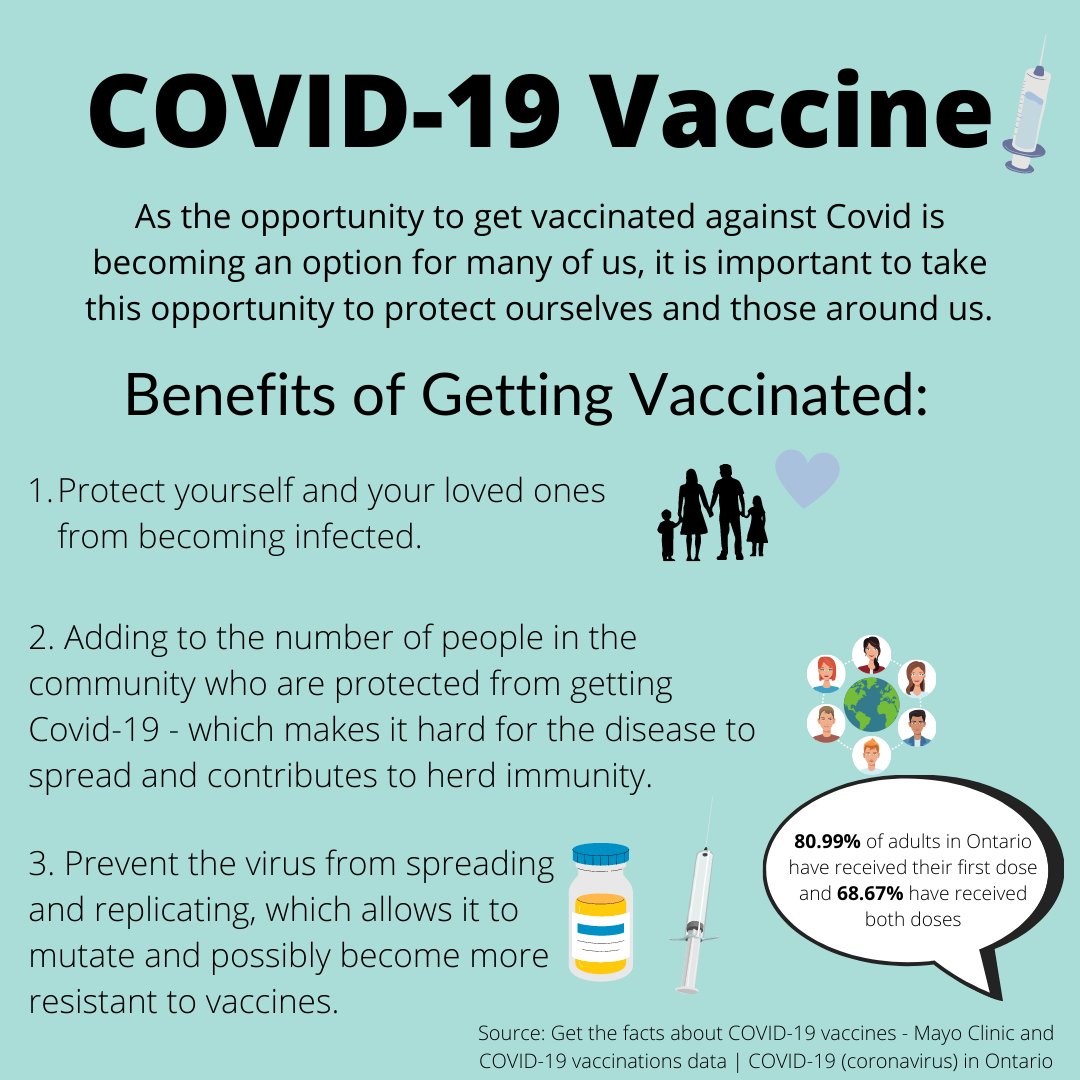 COVID-19 Vaccine
As the opportunity to get vaccinated against Covid is
becoming an option for many of us, it is important to take
this opportunity to protect ourselves and those around us.
Benefits of Getting Vaccinated:
1. Protect yourself and your loved ones
from becoming infected.
2. Adding to the number of people in the
community who are protected from getting
Covid-19 - which makes it hard for the disease to
spread and contributes to herd immunity.
80.99% of adults in Ontario
have received their first dose
and 68.67% have received
both doses
3. Prevent the virus from spreading
and replicating, which allows it to
mutate and possibly become more
resistant to vaccines.
Source: Get the facts about COVID-19 vaccines - Mayo Clinic and
COVID-19 vaccinations data | COVID-19 (coronavirus) in Ontario